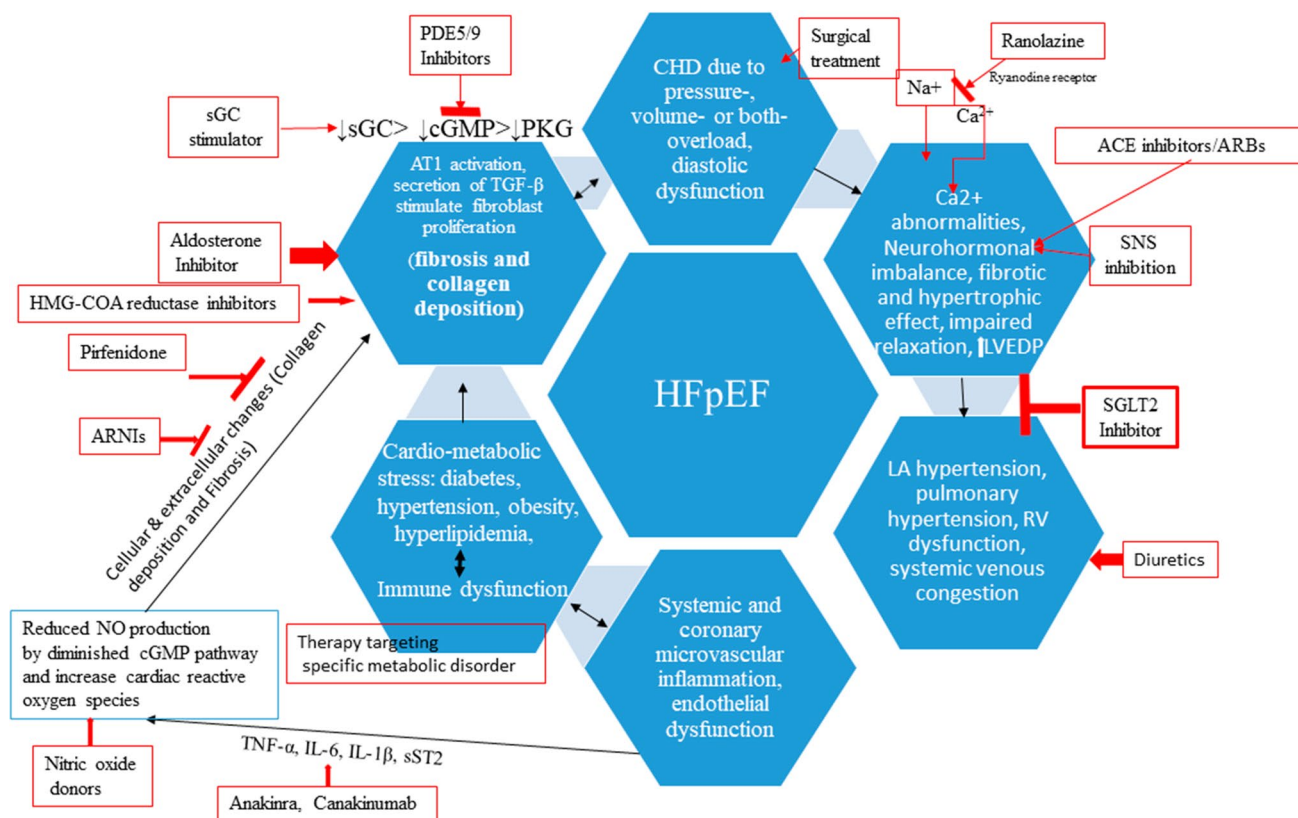 PDE5/9
Inhibitors
sGC
stimulator
↓sGC> ↓cGMP>↓PKG
AT1 activation,
secretion of TGF-β
stimulate fibroblast
proliferation
(fibrosis and
collagen
deposition)
Aldosterone
Inhibitor
HMG-COA reductase inhibitors
Pirfenidone
ARNIs
Cellular & extracellular changes (Collagen
deposition and Fibrosis)
CHD due to
pressure-,
volume- or both-
overload,
diastolic
dysfunction
Surgical
treatment
Ranolazine
Ryanodine receptor
Na+
Ca²⁺
ACE inhibitors/ARBs
SNS
inhibition
Ca2+
abnormalities,
Neurohormonal
imbalance, fibrotic
and hypertrophic
effect, impaired
relaxation, ↑LVEDP
HFpEF
SGLT2
Inhibitor
LA hypertension,
pulmonary
hypertension, RV
dysfunction,
systemic venous
congestion
Diuretics
Cardio-metabolic
stress: diabetes,
hypertension, obesity,
hyperlipidemia,
Immune dysfunction
Therapy targeting
specific metabolic disorder
Systemic and
coronary
microvascular
inflammation,
endothelial
dysfunction
Reduced NO production
by diminished cGMP pathway
and increase cardiac reactive
oxygen species
Nitric oxide
donors
TNF-α, IL-6, IL-1β, sST2
Anakinra, Canakinumab